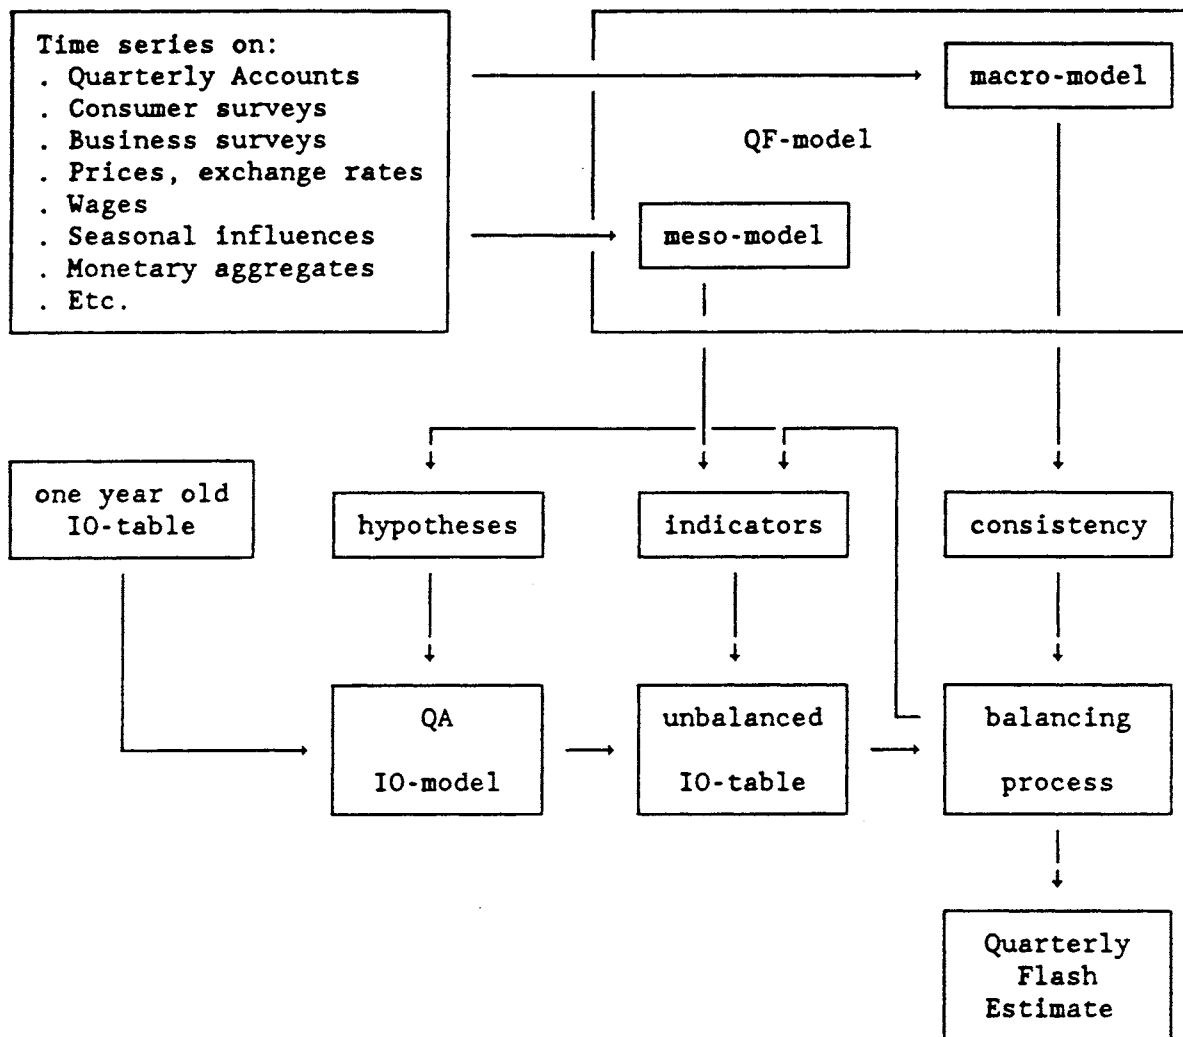 Time series on:
. Quarterly Accounts
. Consumer surveys
. Business surveys
. Prices, exchange rates
. Wages
. Seasonal influences
. Monetary aggregates
. Etc.
macro-model
QF-model
meso-model
one year old
IO-table
hypotheses
indicators
consistency
QA
IO-model
unbalanced
IO-table
balancing
process
Quarterly
Flash
Estimate